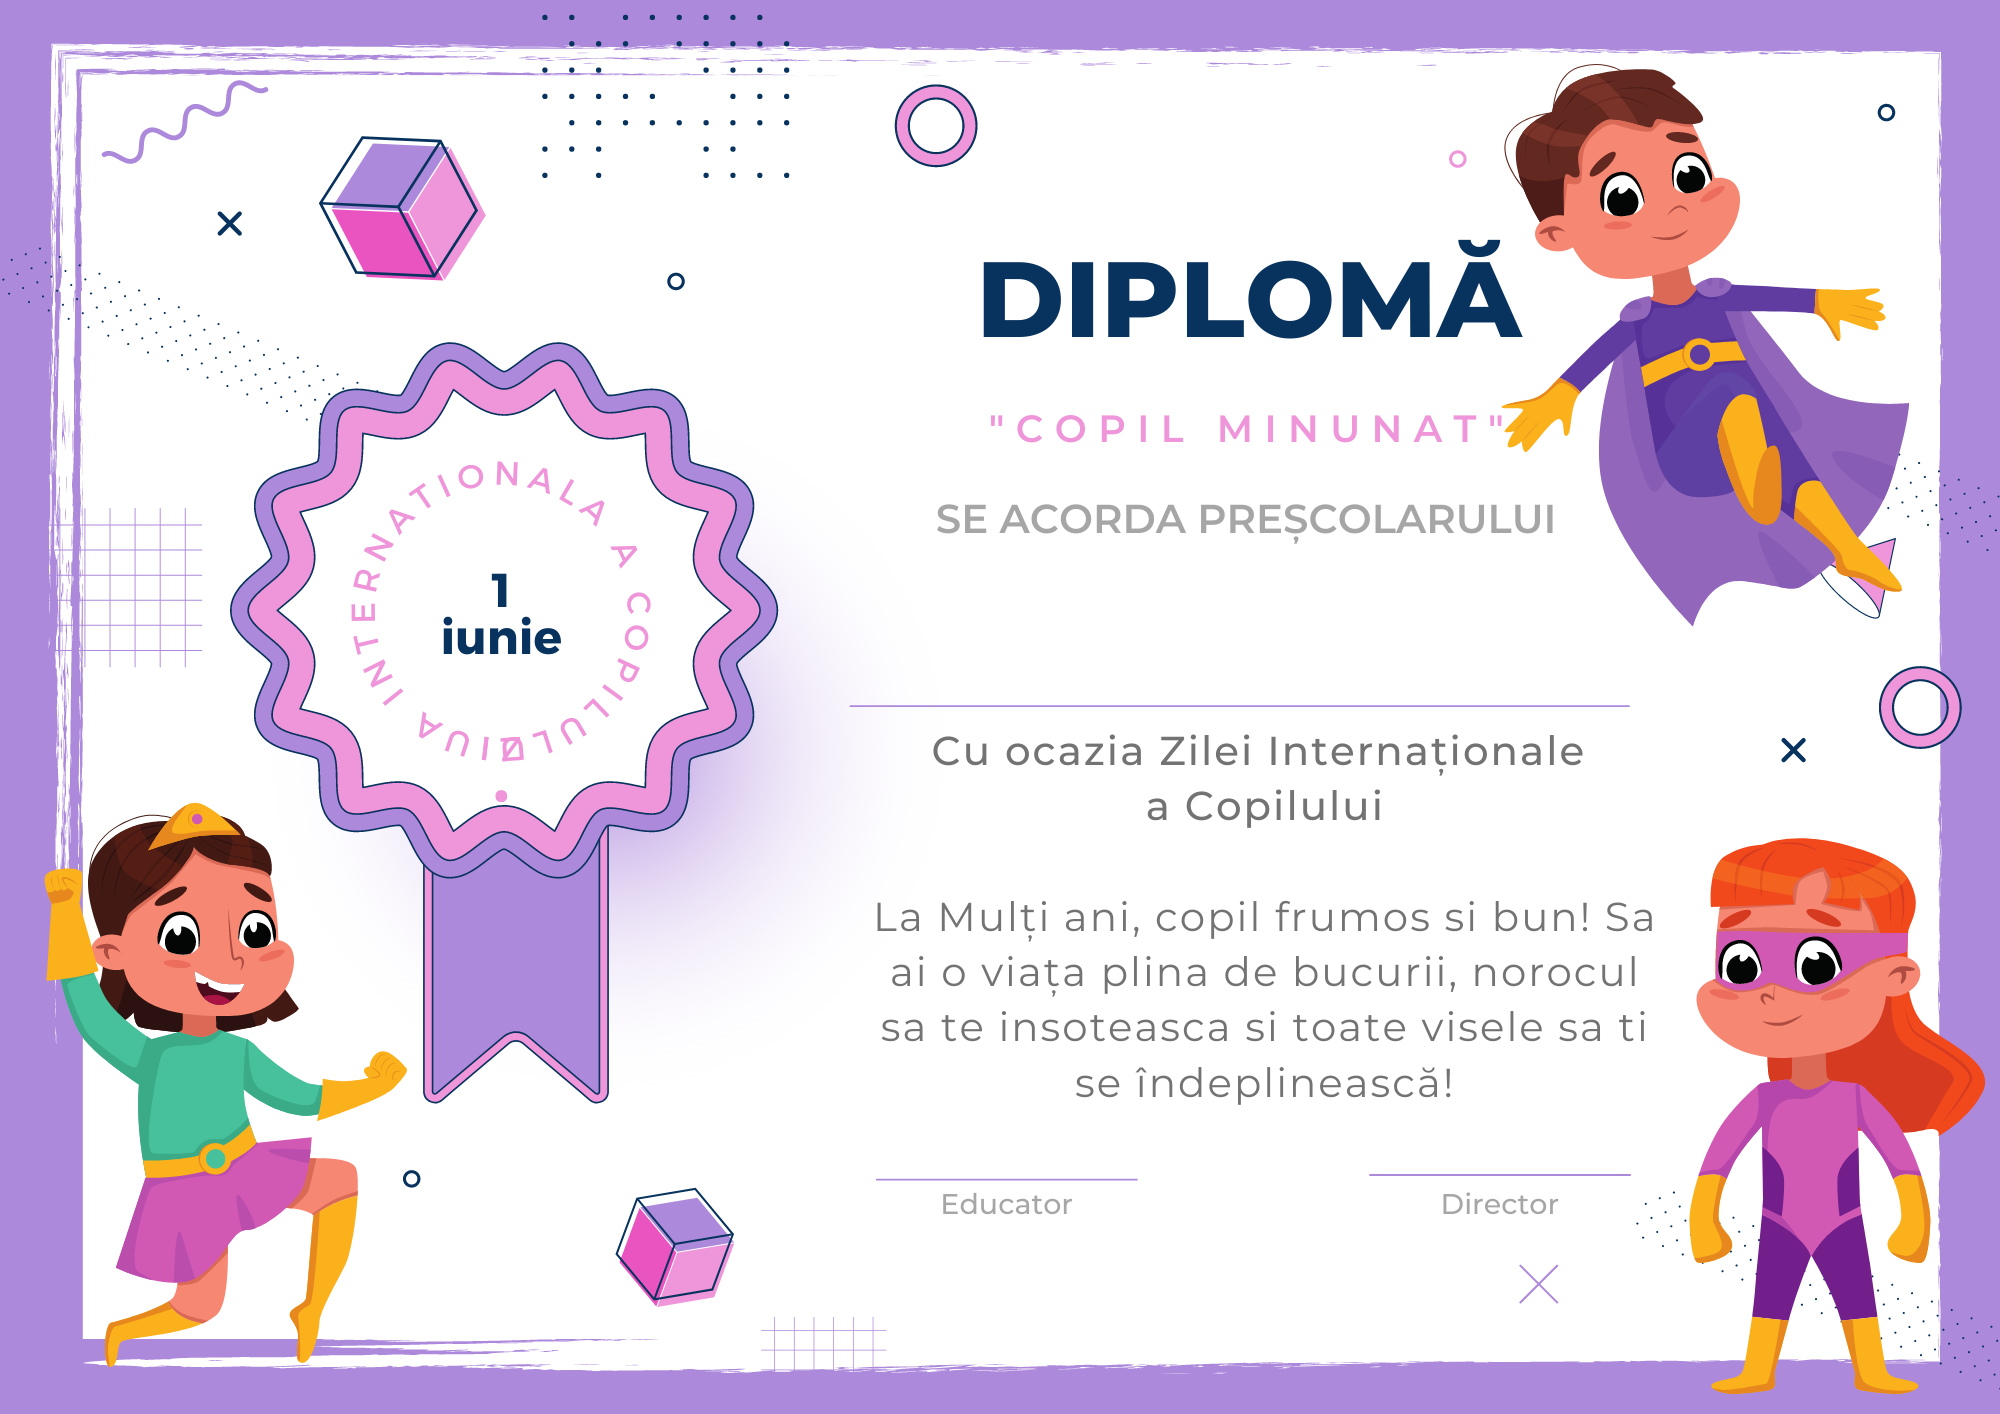 DIPLOMĂ
"COPIL MINUNAT"
SE ACORDA PREȘCOLARULUI
ZIUA INTERNATIONALA A COPILULUI
1
iunie
Cu ocazia Zilei Internaționale
a Copilului
La Mulți ani, copil frumos si bun! Sa
ai o viața plina de bucurii, norocul
sa te insoteasca si toate visele sa ti
se îndeplinească!
Educator
Director